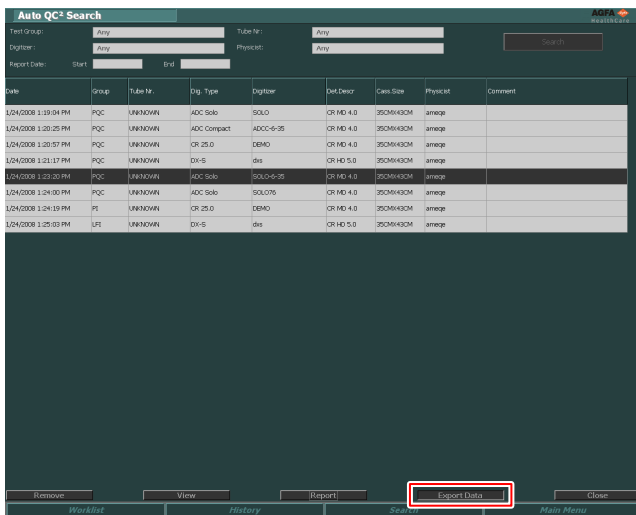 Auto QC² Search
AGFA
HealthCare
Test Group: Any Tube Nr: Any
Digitizer: Any Physicist: Any
Search
Report Date: Start End
Date Group Tube Nr. Dig. Type Digitizer Det.Descr Cass.Size Physicist Comment
1/24/2008 1:19:04 PM PQC UNKNOWN ADC Solo SOLO CR MD 4.0 35CMX43CM ameqe
1/24/2008 1:20:25 PM PQC UNKNOWN ADC Compact ADCC-6-35 CR MD 4.0 35CMX43CM ameqe
1/24/2008 1:20:57 PM PQC UNKNOWN CR 25.0 DEMO CR MD 4.0 35CMX43CM ameqe
1/24/2008 1:21:17 PM PQC UNKNOWN DX-S dxs CR HD 5.0 35CMX43CM ameqe
1/24/2008 1:23:20 PM PQC UNKNOWN ADC Solo SOLO-6-35 CR MD 4.0 35CMX43CM ameqe
1/24/2008 1:24:00 PM PQC UNKNOWN ADC Solo SOLO76 CR MD 4.0 35CMX43CM ameqe
1/24/2008 1:24:19 PM PI UNKNOWN CR 25.0 DEMO CR MD 4.0 35CMX43CM ameqe
1/24/2008 1:25:03 PM LFI UNKNOWN DX-S dxs CR HD 5.0 35CMX43CM ameqe
Remove View Report Export Data Close
Worklist History Search Main Menu